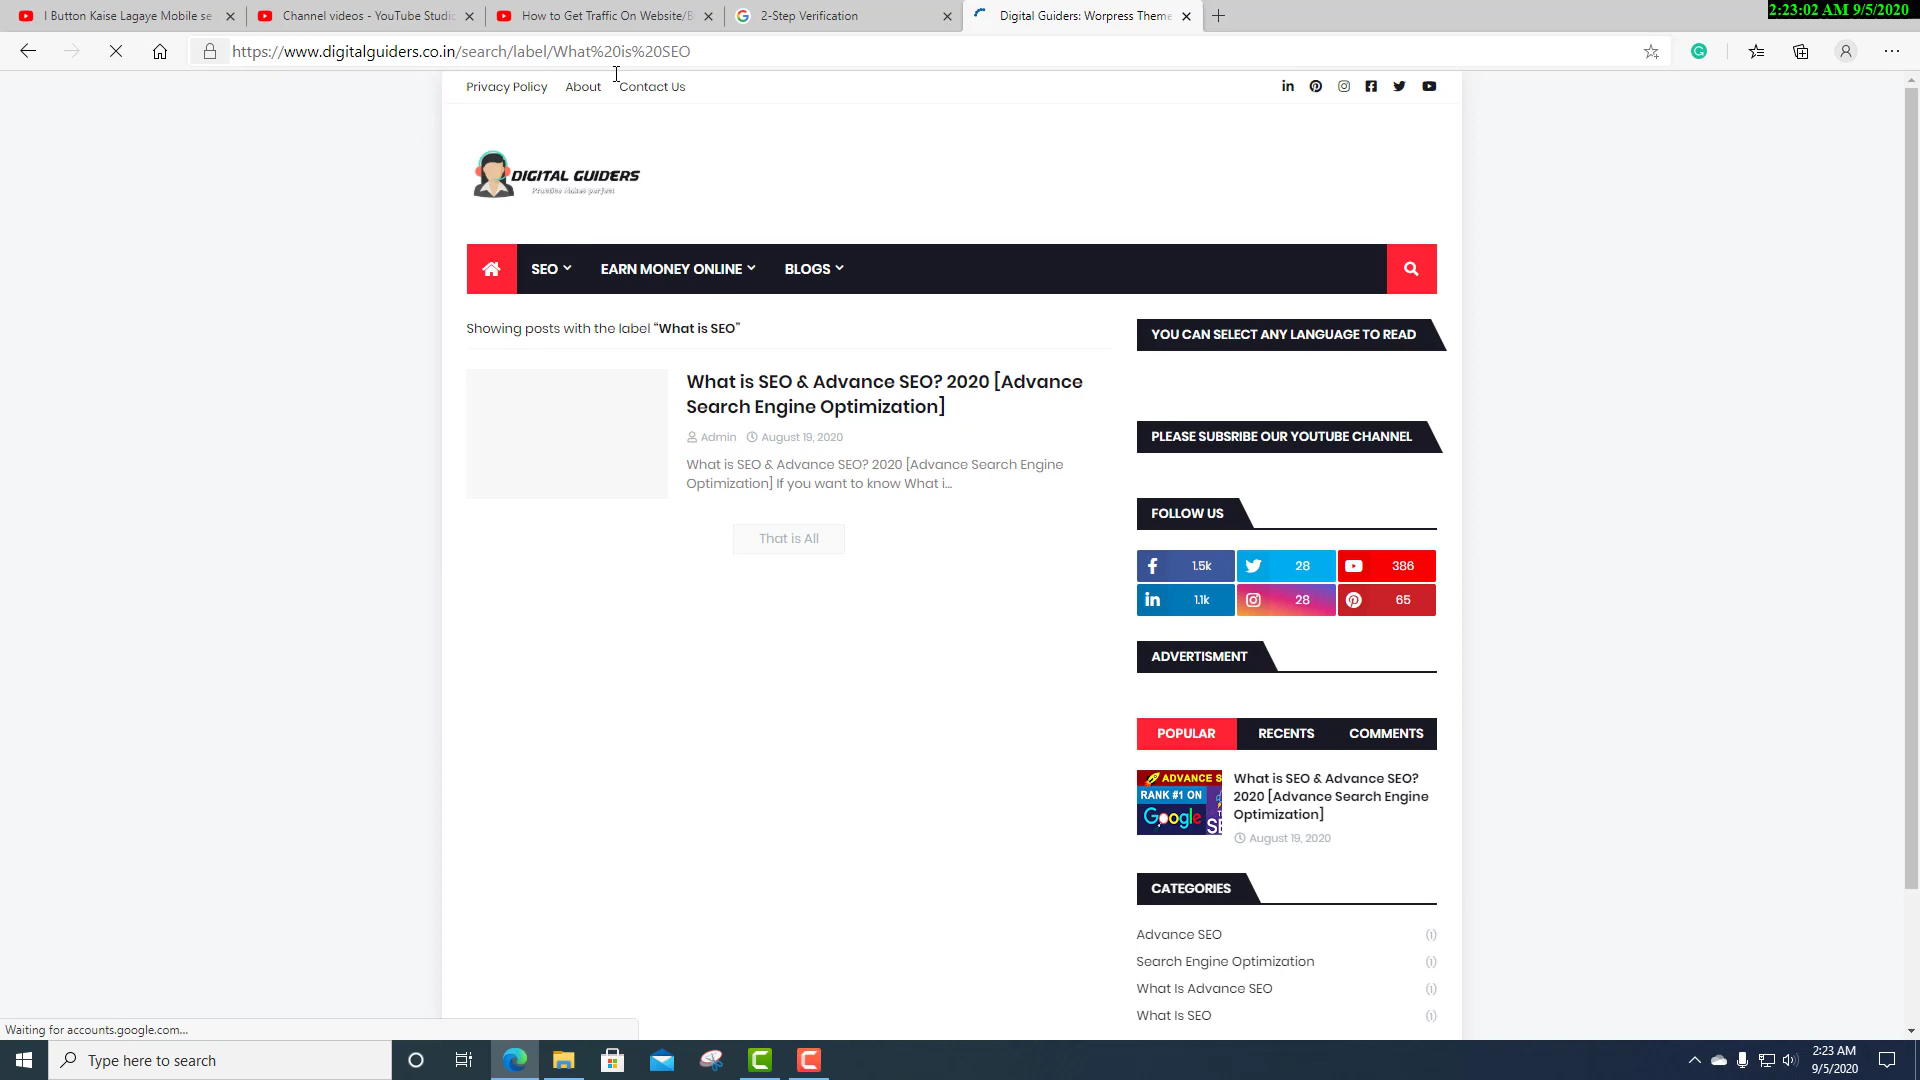 I Button Kaise Lagaye Mobile se
Channel videos - YouTube Studio
How to Get Traffic On Website/B
2-Step Verification
Digital Guiders: Worpress Theme
2:23:02 AM 9/5/2020
https://www.digitalguiders.co.in/search/label/What%20is%20SEO
Privacy Policy About Contact Us
DIGITAL GUIDERS
Practice Makes perfect
SEO EARN MONEY ONLINE BLOGS
Showing posts with the label “What is SEO”
What is SEO & Advance SEO? 2020 [Advance
Search Engine Optimization]
Admin August 19, 2020
What is SEO & Advance SEO? 2020 [Advance Search Engine
Optimization] If you want to know What i...
That is All
YOU CAN SELECT ANY LANGUAGE TO READ
PLEASE SUBSRIBE OUR YOUTUBE CHANNEL
FOLLOW US
1.5k 28 386
1.1k 28 65
ADVERTISMENT
POPULAR RECENTS COMMENTS
ADVANCE S
RANK #1 ON
Google
SE
What is SEO & Advance SEO?
2020 [Advance Search Engine
Optimization]
August 19, 2020
CATEGORIES
Advance SEO (1)
Search Engine Optimization (1)
What Is Advance SEO (1)
What Is SEO (1)
Waiting for accounts.google.com...
Type here to search
2:23 AM
9/5/2020